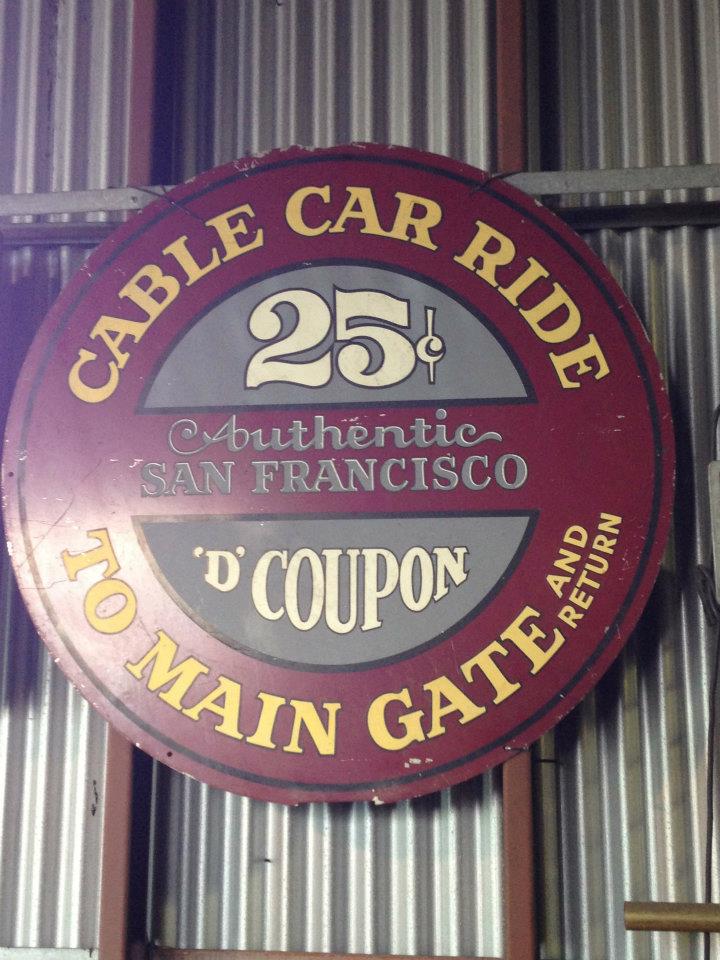 CABLE CAR RIDE
25¢
Authentic
SAN FRANCISCO
'D' COUPON
TO MAIN GATE
AND
RETURN